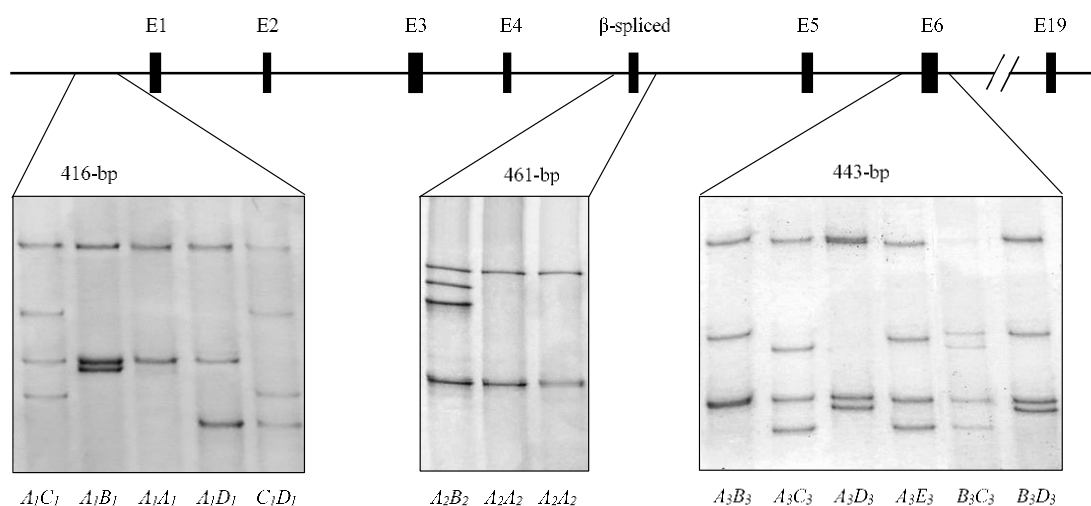 E1 E2 E3 E4 β-spliced E5 E6 E19
416-bp 461-bp 443-bp
A1C1 A1B1 A1A1 A1D1 C1D1 A2B2 A2A2 A2A2 A3B3 A3C3 A3D3 A3E3 B3C3 B3D3